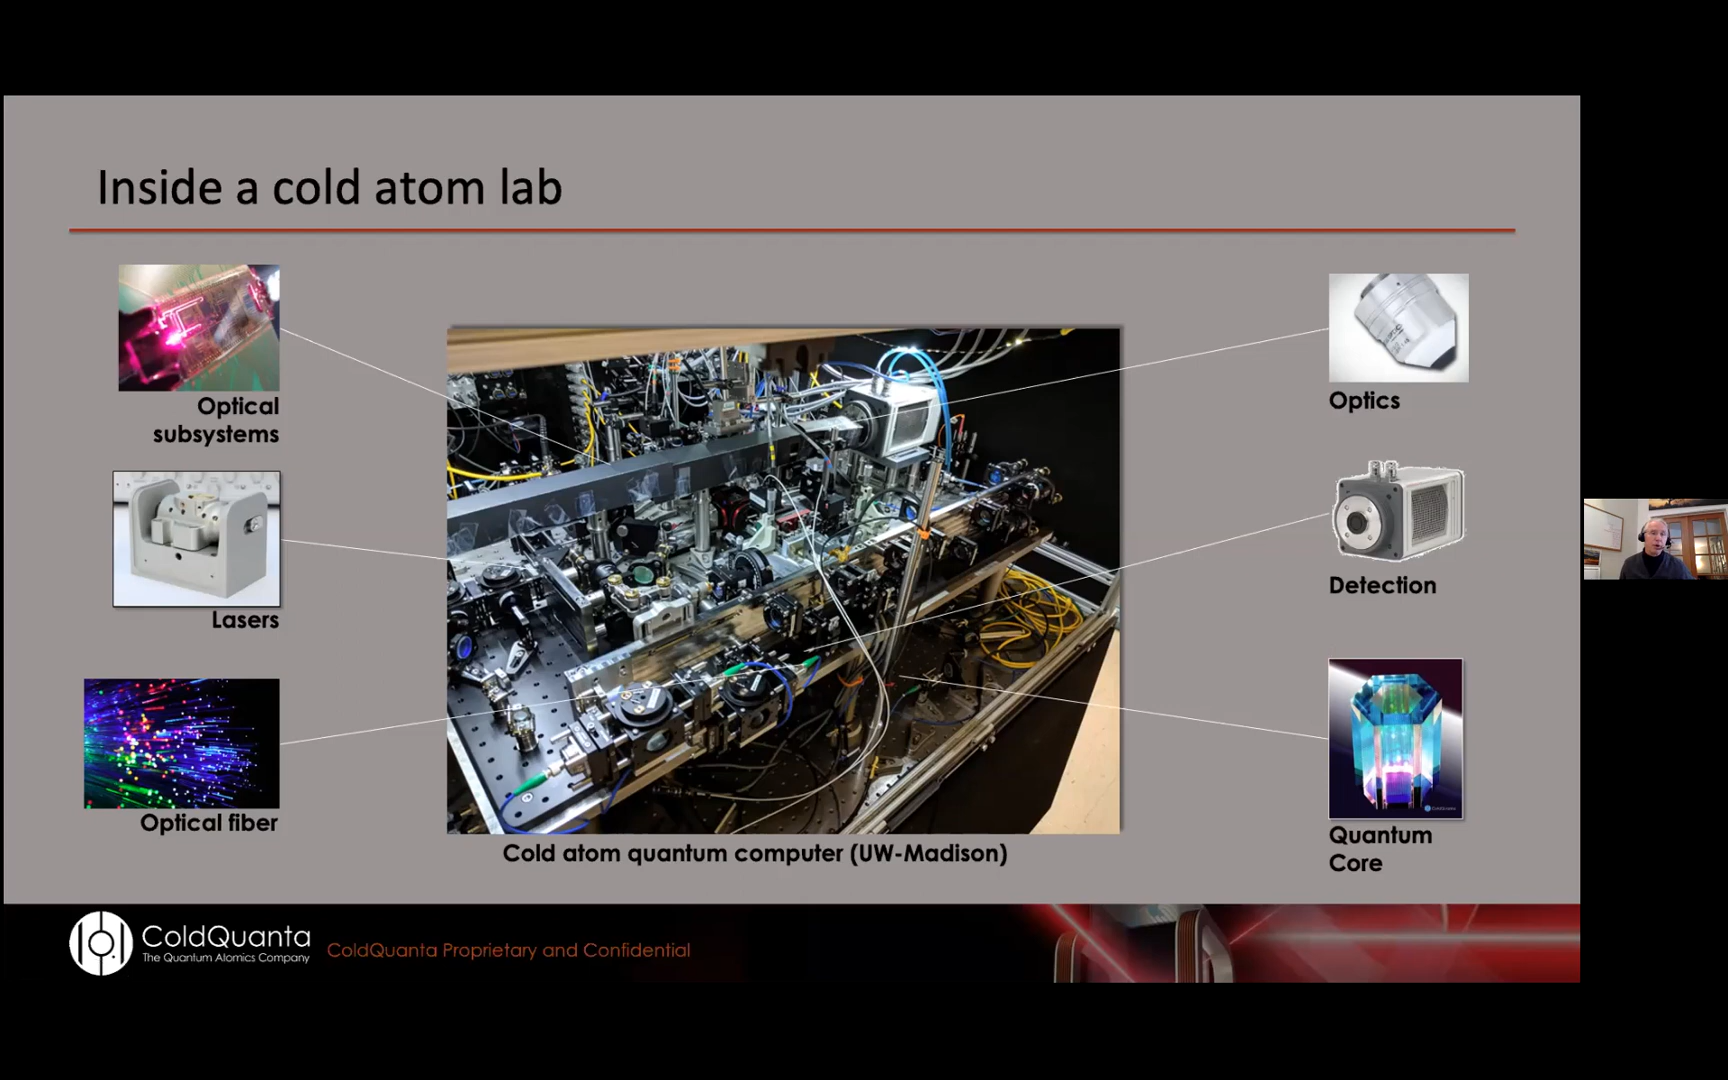 Inside a cold atom lab
Optical
subsystems
Lasers
Optical fiber
Cold atom quantum computer (UW-Madison)
Optics
Detection
Quantum
Core
ColdQuanta
The Quantum Atomics Company
ColdQuanta Proprietary and Confidential